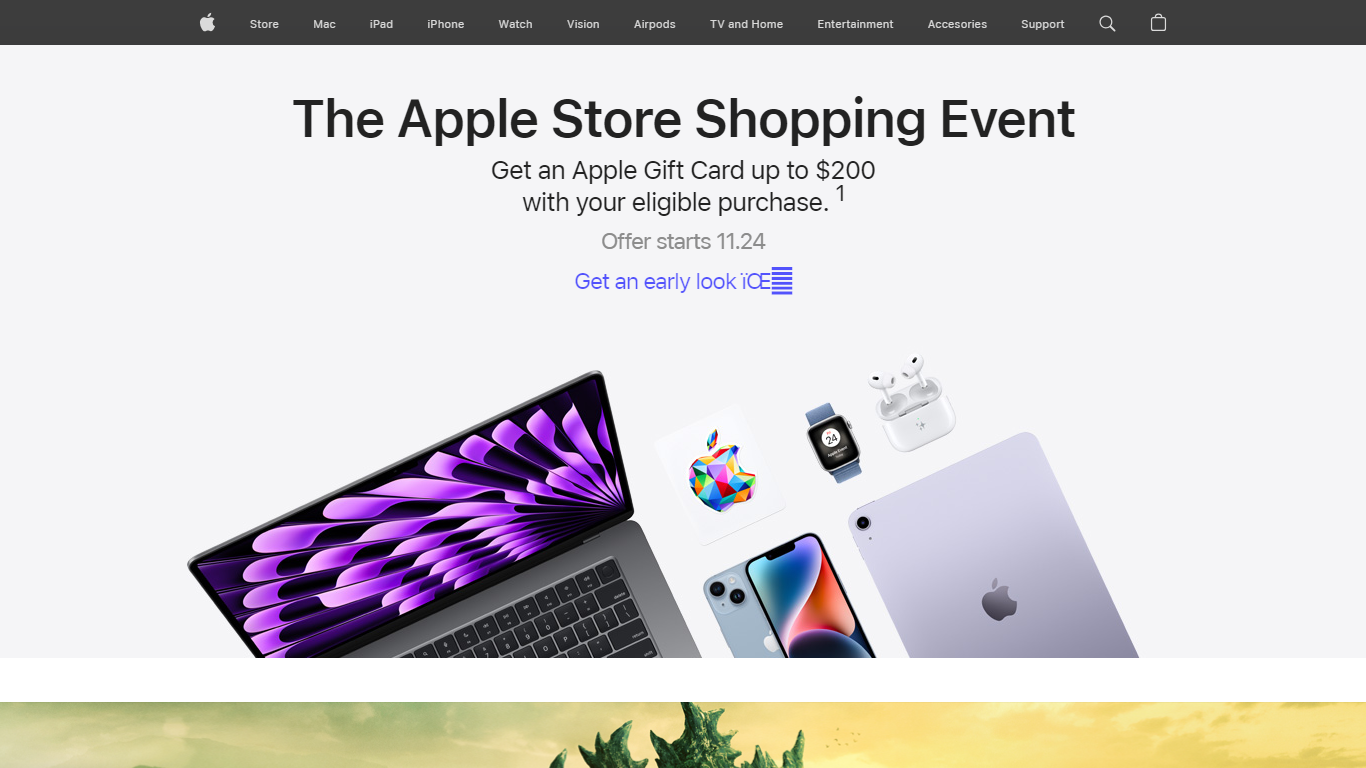 Store Mac iPad iPhone Watch Vision Airpods TV and Home Entertainment Accesories Support
The Apple Store Shopping Event
Get an Apple Gift Card up to $200
with your eligible purchase. 1
Offer starts 11.24
Get an early look ïŒ
24
Apple Event